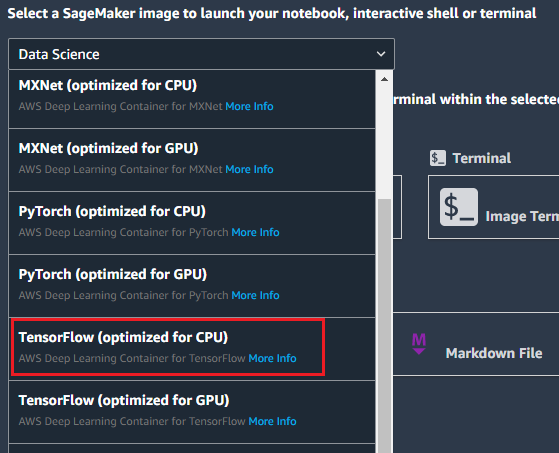 Select a SageMaker image to launch your notebook, interactive shell or terminal
Data Science
MXNet (optimized for CPU)
AWS Deep Learning Container for MXNet More Info
rminal within the selected
MXNet (optimized for GPU)
AWS Deep Learning Container for MXNet More Info
$_ Terminal
PyTorch (optimized for CPU)
AWS Deep Learning Container for PyTorch More Info
$_ Image Term
PyTorch (optimized for GPU)
AWS Deep Learning Container for PyTorch More Info
TensorFlow (optimized for CPU)
AWS Deep Learning Container for TensorFlow More Info
M Markdown File
TensorFlow (optimized for GPU)
AWS Deep Learning Container for TensorFlow More Info